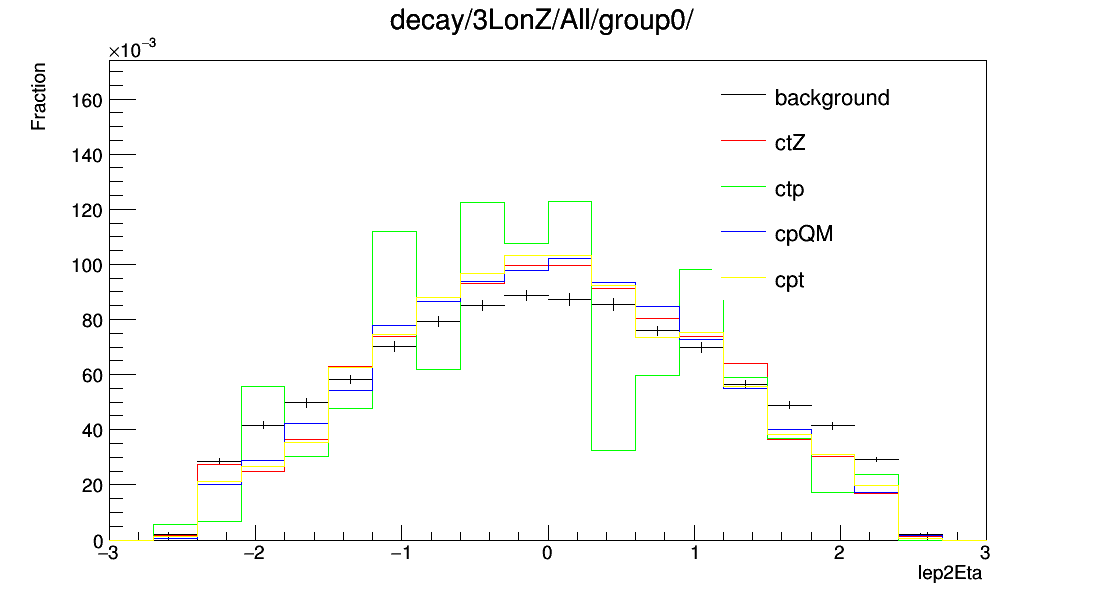 decay/3LonZ/All/group0/
×10⁻³
Fraction
160
140
120
100
80
60
40
20
0
−3 −2 −1 0 1 2 3
lep2Eta
background
ctZ
ctp
cpQM
cpt